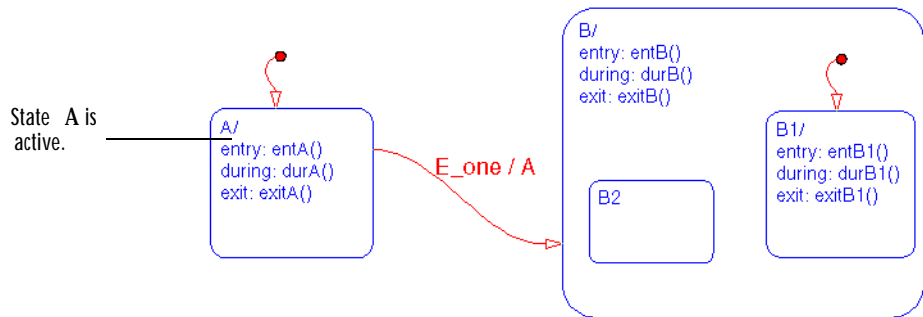 State A is
active.
A/
entry: entA()
during: durA()
exit: exitA()
E_one / A
B/
entry: entB()
during: durB()
exit: exitB()
B2
B1/
entry: entB1()
during: durB1()
exit: exitB1()